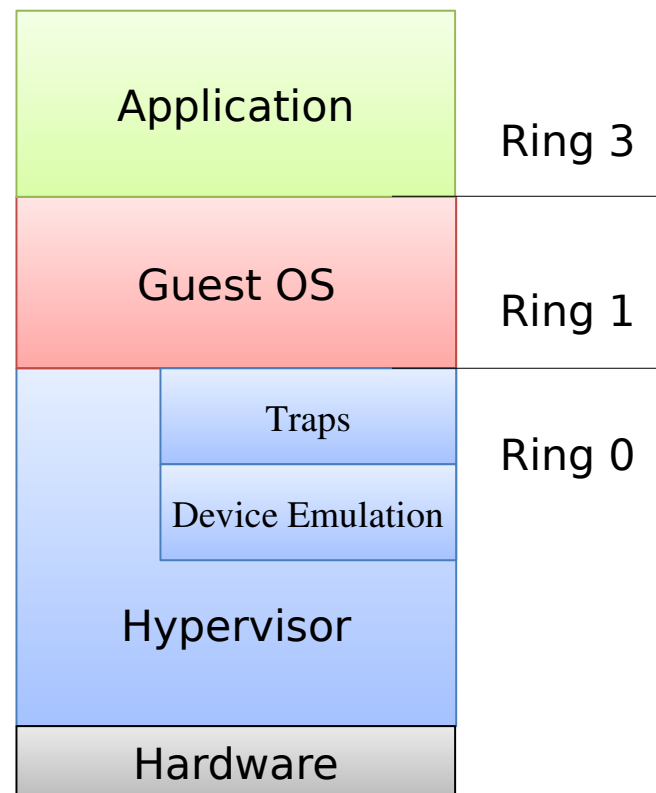 Application
Ring 3
Guest OS
Ring 1
Traps
Ring 0
Device Emulation
Hypervisor
Hardware